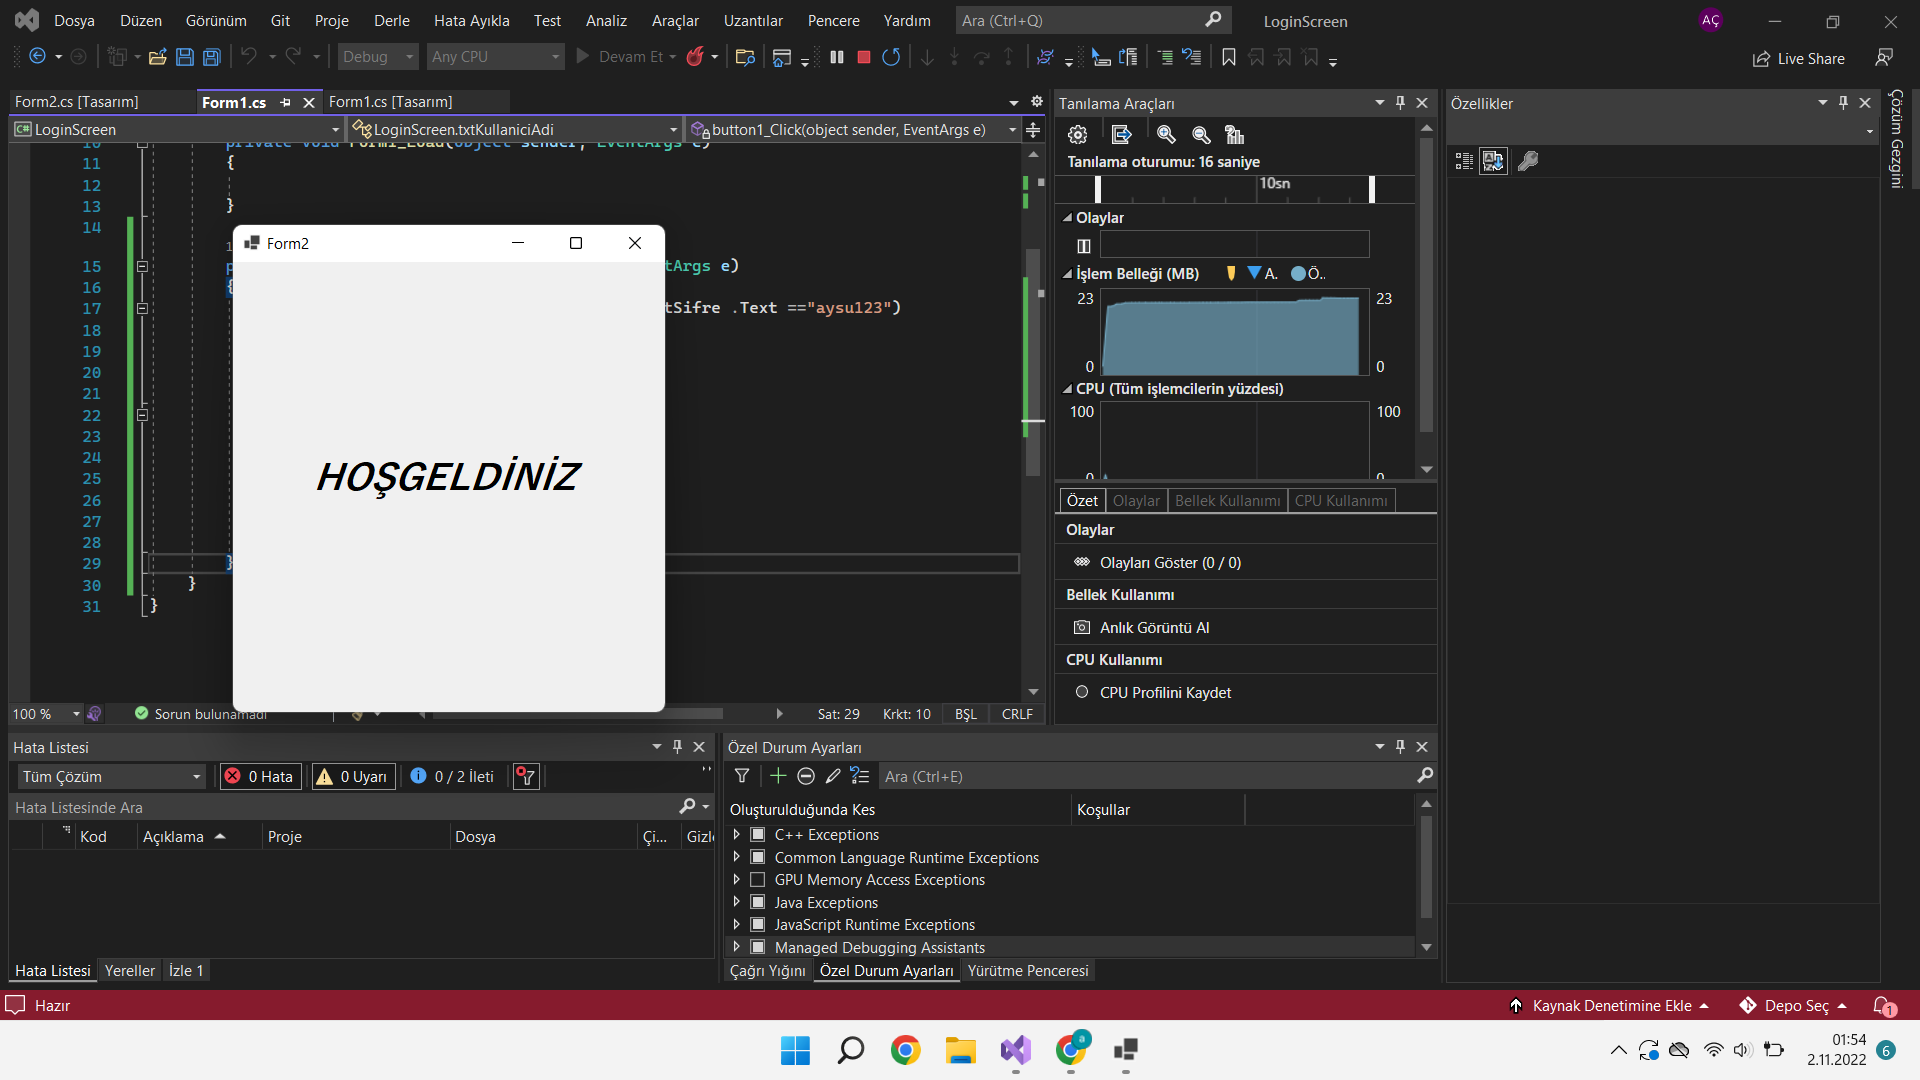 Dosya Düzen Görünüm Git Proje Derle Hata Ayıkla Test Analiz Araçlar Uzantılar Pencere Yardım Ara (Ctrl+Q) LoginScreen AÇ
Debug Any CPU Devam Et Live Share
Form2.cs [Tasarım] Form1.cs Form1.cs [Tasarım]
LoginScreen LoginScreen.txtKullaniciAdi button1_Click(object sender, EventArgs e)
10 private void Form1_Load(object sender, EventArgs e)
11 {
12
13 }
14
15 tArgs e)
16 {
17 tSifre .Text =="aysu123")
18
19
20
21
22
23
24
25
26
27
28
29 }
30 }
31 }
Form2
HOŞGELDİNİZ
100 % Sorun bulunamadı Sat: 29 Krkt: 10 BŞL CRLF
Tanılama Araçları
Tanılama oturumu: 16 saniye
10sn
Olaylar
İşlem Belleği (MB) A. Ö..
23 23
0 0
CPU (Tüm işlemcilerin yüzdesi)
100 100
0 0
Özet Olaylar Bellek Kullanımı CPU Kullanımı
Olaylar
Olayları Göster (0 / 0)
Bellek Kullanımı
Anlık Görüntü Al
CPU Kullanımı
CPU Profilini Kaydet
Özellikler
Çözüm Gezgini
Hata Listesi
Tüm Çözüm 0 Hata 0 Uyarı 0 / 2 İleti
Hata Listesinde Ara
Kod Açıklama Proje Dosya Çi... Gizle
Hata Listesi Yereller İzle 1
Özel Durum Ayarları
Ara (Ctrl+E)
Oluşturulduğunda Kes Koşullar
C++ Exceptions
Common Language Runtime Exceptions
GPU Memory Access Exceptions
Java Exceptions
JavaScript Runtime Exceptions
Managed Debugging Assistants
Çağrı Yığını Özel Durum Ayarları Yürütme Penceresi
Hazır Kaynak Denetimine Ekle Depo Seç 1
a
01:54
2.11.2022 6